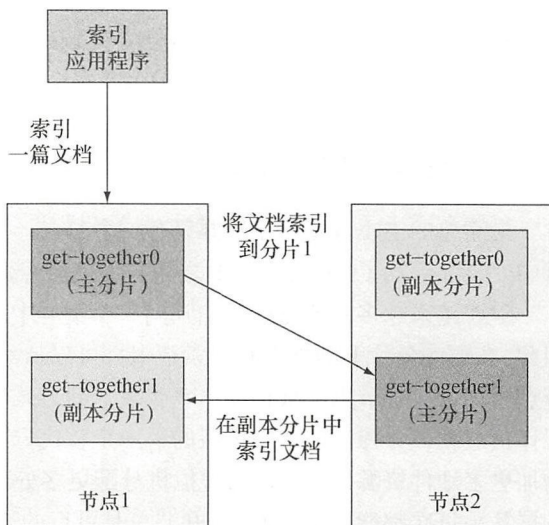 索引
应用程序
索引
一篇文档
将文档索引
到分片1
get-together0
(主分片)
get-together0
(副本分片)
get-together1
(副本分片)
get-together1
(主分片)
在副本分片中
索引文档
节点1
节点2